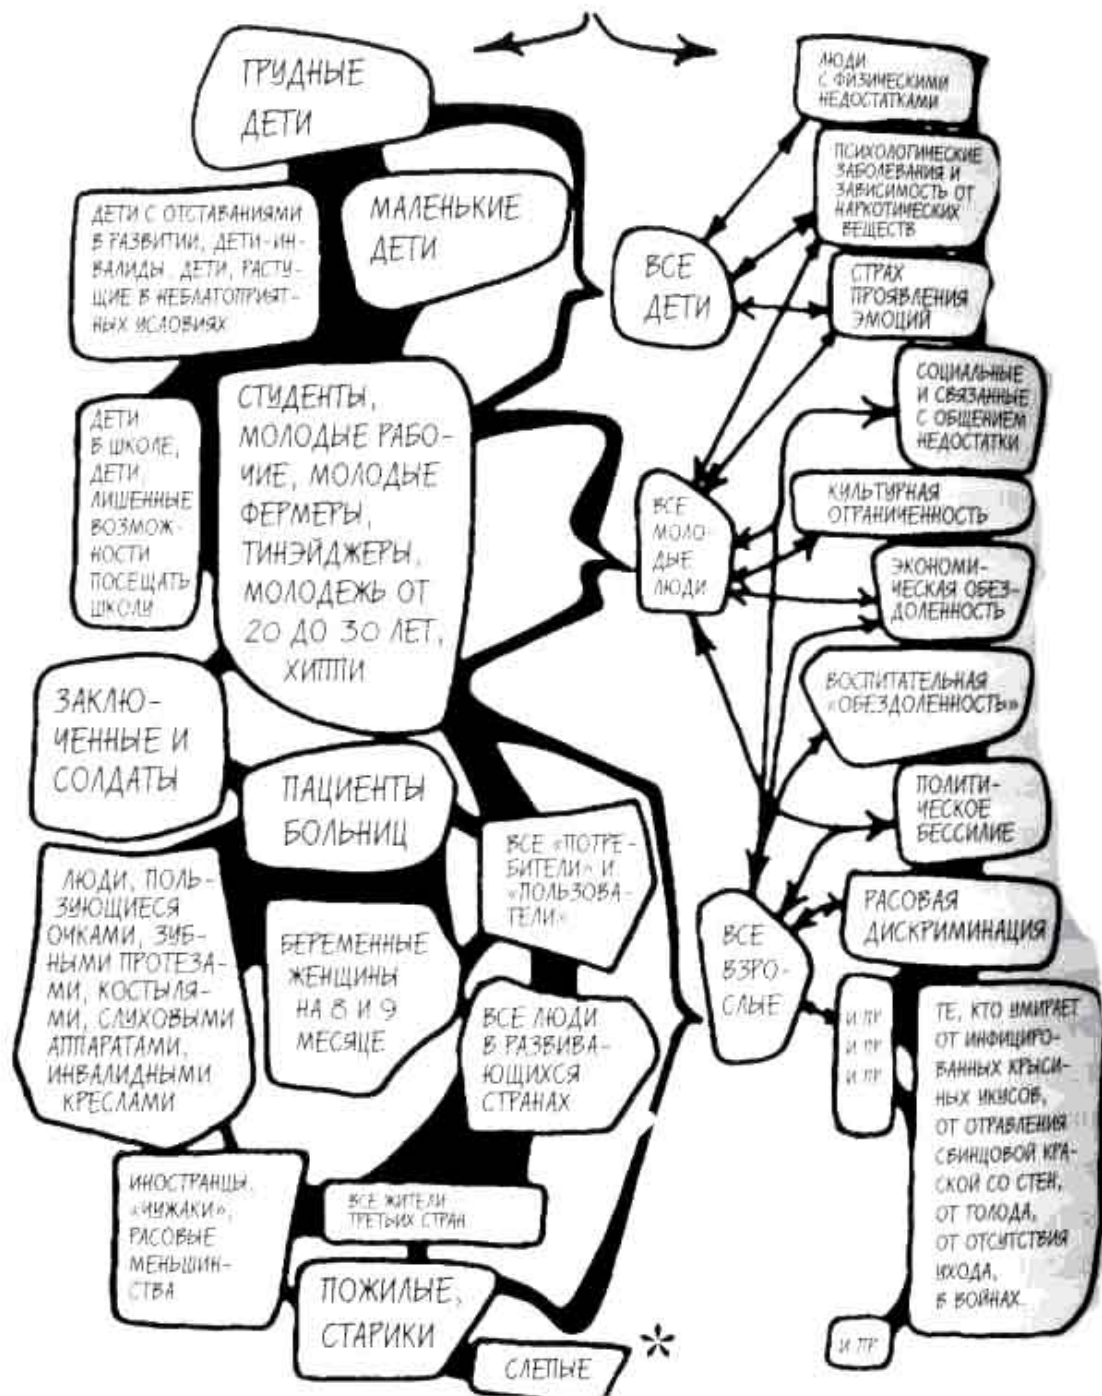 ГРУДНЫЕ
ДЕТИ
ДЕТИ С ОТСТАВАНИЯМИ
В РАЗВИТИИ, ДЕТИ-ИН-
ВАЛИДЫ. ДЕТИ, РАСТУ-
ЩИЕ В НЕБЛАГОПРИЯТ-
НЫХ УСЛОВИЯХ
МАЛЕНЬКИЕ
ДЕТИ
ДЕТИ
В ШКОЛЕ,
ДЕТИ,
ЛИШЕННЫЕ
ВОЗМОЖ-
НОСТИ
ПОСЕЩАТЬ
ШКОЛУ
СТУДЕНТЫ,
МОЛОДЫЕ РАБО-
ЧИЕ, МОЛОДЫЕ
ФЕРМЕРЫ,
ТИНЭЙДЖЕРЫ,
МОЛОДЕЖЬ ОТ
20 ДО 30 ЛЕТ,
ХИППИ
ЗАКЛЮ-
ЧЕННЫЕ И
СОЛДАТЫ
ПАЦИЕНТЫ
БОЛЬНИЦ
ВСЕ «ПОТРЕ-
БИТЕЛИ» И
«ПОЛЬЗОВА-
ТЕЛИ»
ЛЮДИ, ПОЛЬ-
ЗУЮЩИЕСЯ
ОЧКАМИ, ЗУБ-
НЫМИ ПРОТЕЗА-
МИ, КОСТЫЛЯ-
МИ, СЛУХОВЫМИ
АППАРАТАМИ,
ИНВАЛИДНЫМИ
КРЕСЛАМИ
БЕРЕМЕННЫЕ
ЖЕНЩИНЫ
НА 8 И 9
МЕСЯЦЕ
ВСЕ ЛЮДИ
В РАЗВИВА-
ЮЩИХСЯ
СТРАНАХ
ИНОСТРАНЦЫ,
«ЧУЖАКИ»,
РАСОВЫЕ
МЕНЬШИН-
СТВА
ВСЕ ЖИТЕЛИ
ТРЕТЬИХ СТРАН
ПОЖИЛЫЕ,
СТАРИКИ
СЛЕПЫЕ
*
ВСЕ
ДЕТИ
ВСЕ
МОЛО-
ДЫЕ
ЛЮДИ
ВСЕ
ВЗРО-
СЛЫЕ
ЛЮДИ
С ФИЗИЧЕСКИМИ
НЕДОСТАТКАМИ
ПСИХОЛОГИЧЕСКИЕ
ЗАБОЛЕВАНИЯ И
ЗАВИСИМОСТЬ ОТ
НАРКОТИЧЕСКИХ
ВЕЩЕСТВ
СТРАХ
ПРОЯВЛЕНИЯ
ЭМОЦИЙ
СОЦИАЛЬНЫЕ
И СВЯЗАННЫЕ
С ОБЩЕНИЕМ
НЕДОСТАТКИ
КУЛЬТУРНАЯ
ОГРАНИЧЕННОСТЬ
ЭКОНОМИ-
ЧЕСКАЯ ОБЕЗ-
ДОЛЕННОСТЬ
ВОСПИТАТЕЛЬНАЯ
«ОБЕЗДОЛЕННОСТЬ»
ПОЛИТИ-
ЧЕСКОЕ
БЕССИЛИЕ
РАСОВАЯ
ДИСКРИМИНАЦИЯ
И ПР
И ПР
И ПР
ТЕ, КТО УМИРАЕТ
ОТ ИНФИЦИРО-
ВАННЫХ КРЫСИ-
НЫХ УКУСОВ,
ОТ ОТРАВЛЕНИЯ
СВИНЦОВОЙ КРА-
СКОЙ СО СТЕН,
ОТ ГОЛОДА,
ОТ ОТСУТСТВИЯ
УХОДА,
В ВОЙНАХ.
И ПР